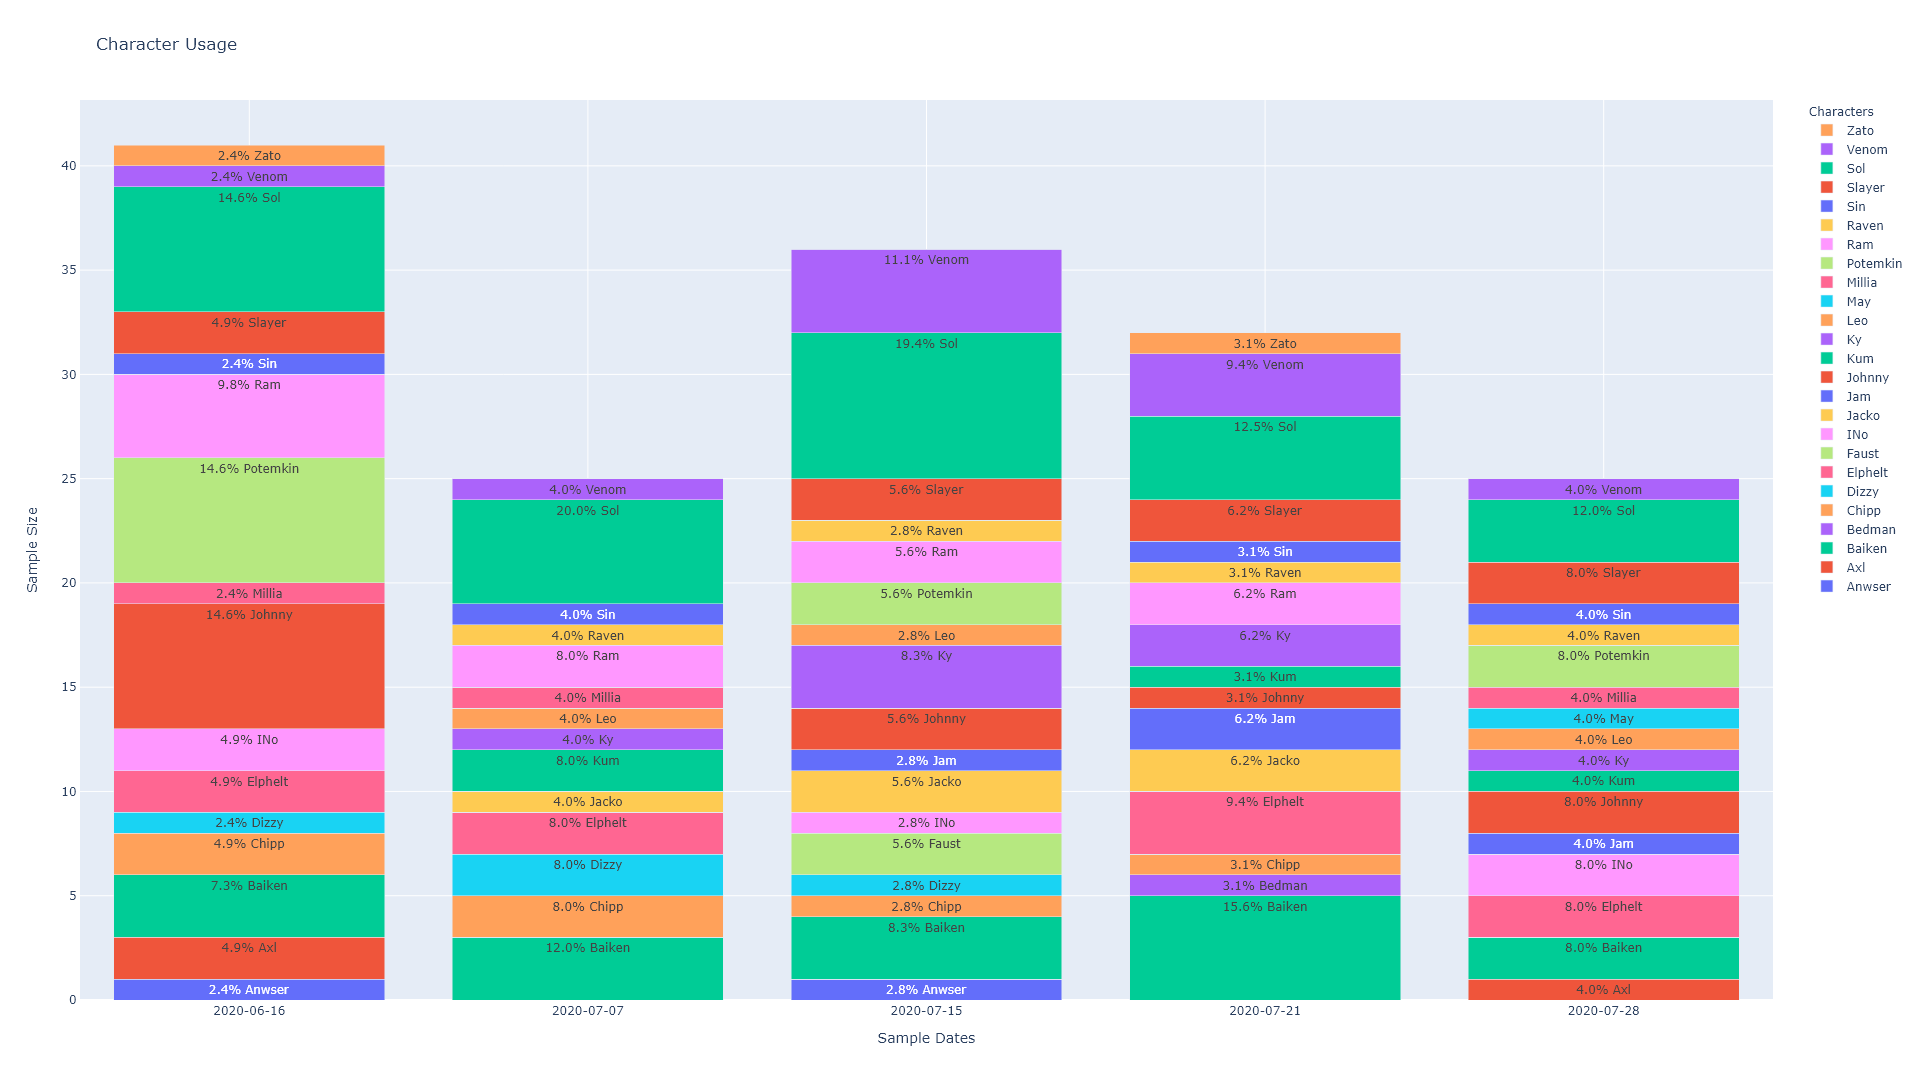 Character Usage
Sample Size
40
35
30
25
20
15
10
5
0
2.4% Zato
2.4% Venom
14.6% Sol
4.9% Slayer
2.4% Sin
9.8% Ram
14.6% Potemkin
2.4% Millia
14.6% Johnny
4.9% INo
4.9% Elphelt
2.4% Dizzy
4.9% Chipp
7.3% Baiken
4.9% Axl
2.4% Anwser
2020-06-16
4.0% Venom
20.0% Sol
4.0% Sin
4.0% Raven
8.0% Ram
4.0% Millia
4.0% Leo
4.0% Ky
8.0% Kum
4.0% Jacko
8.0% Elphelt
8.0% Dizzy
8.0% Chipp
12.0% Baiken
2020-07-07
11.1% Venom
19.4% Sol
5.6% Slayer
2.8% Raven
5.6% Ram
5.6% Potemkin
2.8% Leo
8.3% Ky
5.6% Johnny
2.8% Jam
5.6% Jacko
2.8% INo
5.6% Faust
2.8% Dizzy
2.8% Chipp
8.3% Baiken
2.8% Anwser
2020-07-15
3.1% Zato
9.4% Venom
12.5% Sol
6.2% Slayer
3.1% Sin
3.1% Raven
6.2% Ram
6.2% Ky
3.1% Kum
3.1% Johnny
6.2% Jam
6.2% Jacko
9.4% Elphelt
3.1% Chipp
3.1% Bedman
15.6% Baiken
2020-07-21
4.0% Venom
12.0% Sol
8.0% Slayer
4.0% Sin
4.0% Raven
8.0% Potemkin
4.0% Millia
4.0% May
4.0% Leo
4.0% Ky
4.0% Kum
8.0% Johnny
4.0% Jam
8.0% INo
8.0% Elphelt
8.0% Baiken
4.0% Axl
2020-07-28
Sample Dates
Characters
Zato
Venom
Sol
Slayer
Sin
Raven
Ram
Potemkin
Millia
May
Leo
Ky
Kum
Johnny
Jam
Jacko
INo
Faust
Elphelt
Dizzy
Chipp
Bedman
Baiken
Axl
Anwser